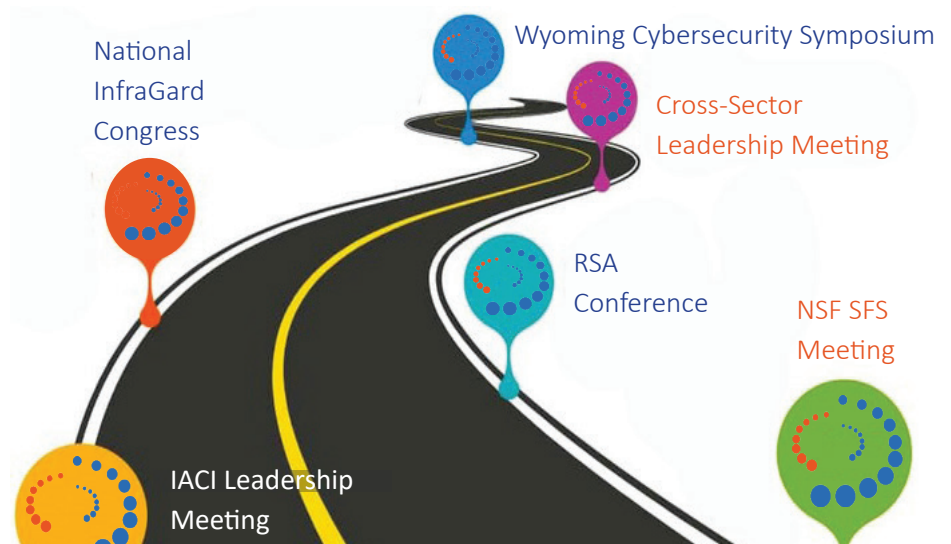 Wyoming Cybersecurity Symposium
National
InfraGard
Congress
Cross-Sector
Leadership Meeting
RSA
Conference
NSF SFS
Meeting
IACI Leadership
Meeting